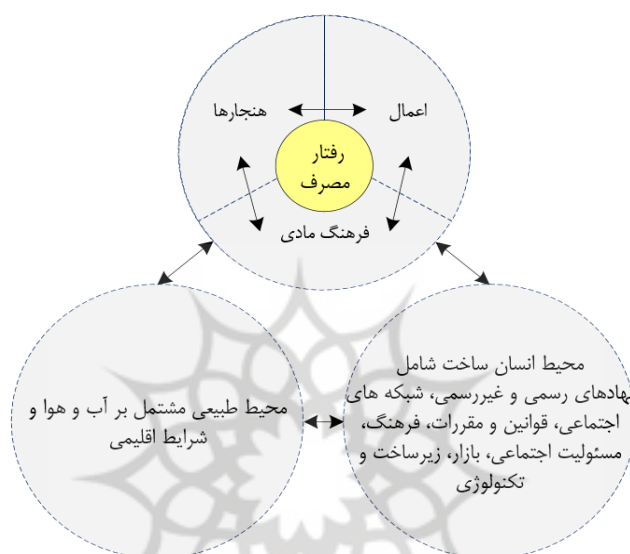 اعمال
هنجارها
رفتار
مصرف
فرهنگ مادی
محیط انسان ساخت شامل
نهادهای رسمی و غیررسمی، شبکه های
اجتماعی، قوانین و مقررات، فرهنگ،
مسئولیت اجتماعی، بازار، زیرساخت و
تکنولوژی
محیط طبیعی مشتمل بر آب و هوا و
شرایط اقلیمی